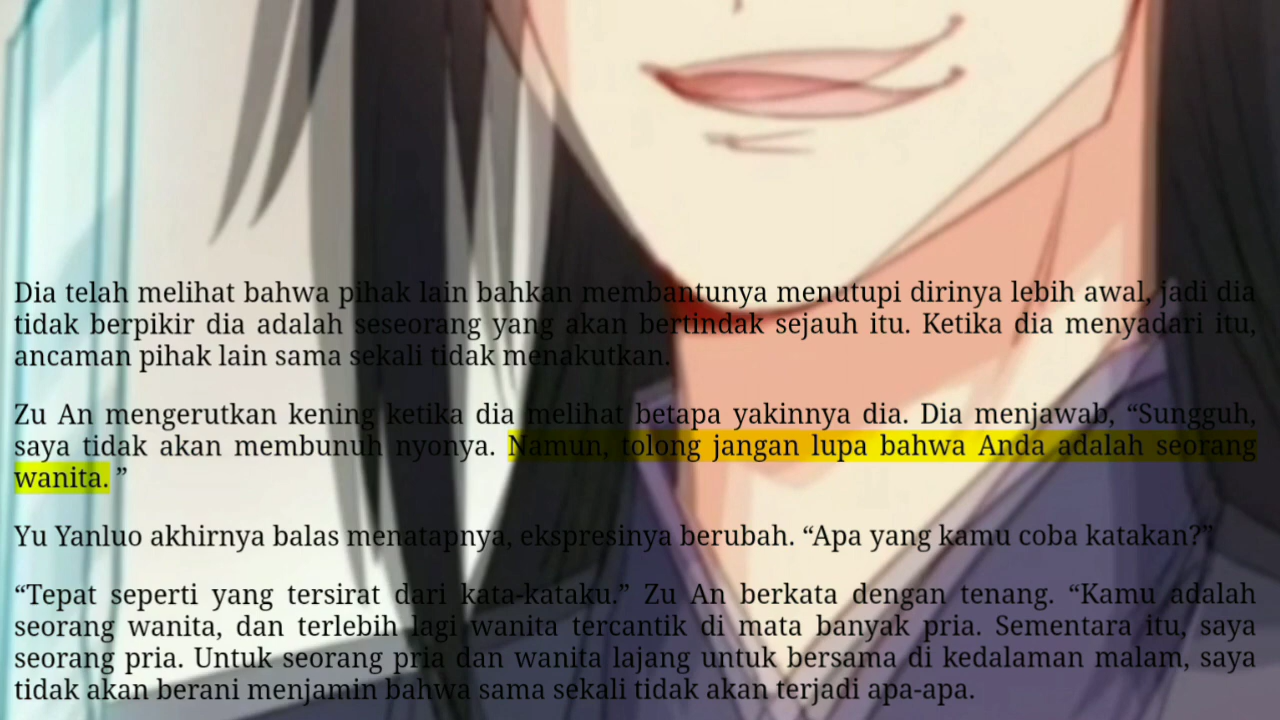 Dia telah melihat bahwa pihak lain bahkan membantunya menutupi dirinya lebih awal, jadi dia
tidak berpikir dia adalah seseorang yang akan bertindak sejauh itu. Ketika dia menyadari itu,
ancaman pihak lain sama sekali tidak menakutkan.
Zu An mengerutkan kening ketika dia melihat betapa yakinnya dia. Dia menjawab, “Sungguh,
saya tidak akan membunuh nyonya. Namun, tolong jangan lupa bahwa Anda adalah seorang
wanita. ”
Yu Yanluo akhirnya balas menatapnya, ekspresinya berubah. “Apa yang kamu coba katakan?”
“Tepat seperti yang tersirat dari kata-kataku.” Zu An berkata dengan tenang. “Kamu adalah
seorang wanita, dan terlebih lagi wanita tercantik di mata banyak pria. Sementara itu, saya
seorang pria. Untuk seorang pria dan wanita lajang untuk bersama di kedalaman malam, saya
tidak akan berani menjamin bahwa sama sekali tidak akan terjadi apa-apa.